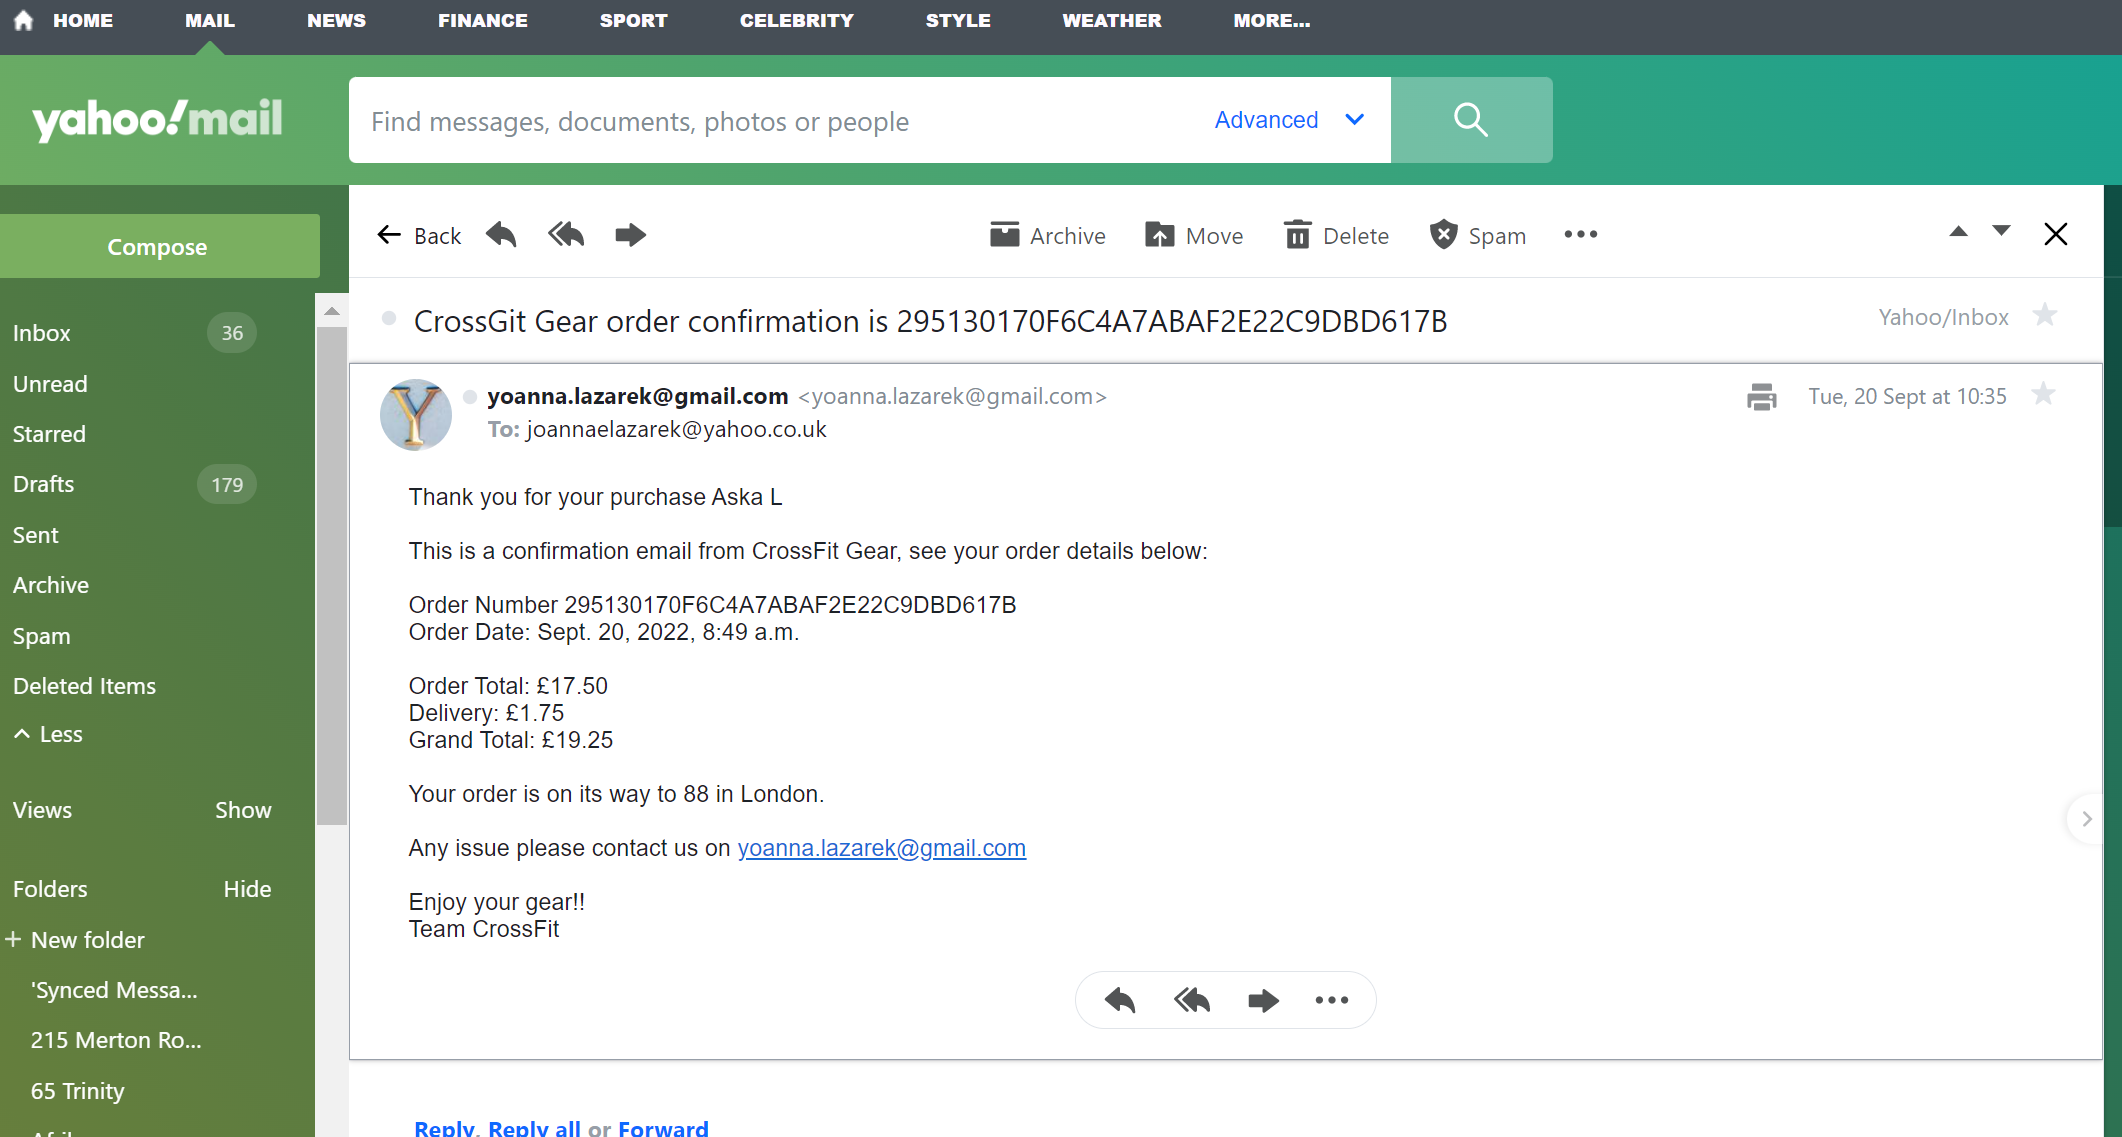 HOME MAIL NEWS FINANCE SPORT CELEBRITY STYLE WEATHER MORE...
yahoo!mail
Find messages, documents, photos or people Advanced
Compose
Back Archive Move Delete Spam
CrossGit Gear order confirmation is 295130170F6C4A7ABAF2E22C9DBD617B Yahoo/Inbox
Inbox 36
Unread
Starred
Drafts 179
Sent
Archive
Spam
Deleted Items
Less
Views Show
Folders Hide
+ New folder
'Synced Messa...
215 Merton Ro...
65 Trinity
Y
yoanna.lazarek@gmail.com <yoanna.lazarek@gmail.com> Tue, 20 Sept at 10:35
To: joannaelazarek@yahoo.co.uk
Thank you for your purchase Aska L
This is a confirmation email from CrossFit Gear, see your order details below:
Order Number 295130170F6C4A7ABAF2E22C9DBD617B
Order Date: Sept. 20, 2022, 8:49 a.m.
Order Total: £17.50
Delivery: £1.75
Grand Total: £19.25
Your order is on its way to 88 in London.
Any issue please contact us on yoanna.lazarek@gmail.com
Enjoy your gear!!
Team CrossFit
Reply, Reply all or Forward